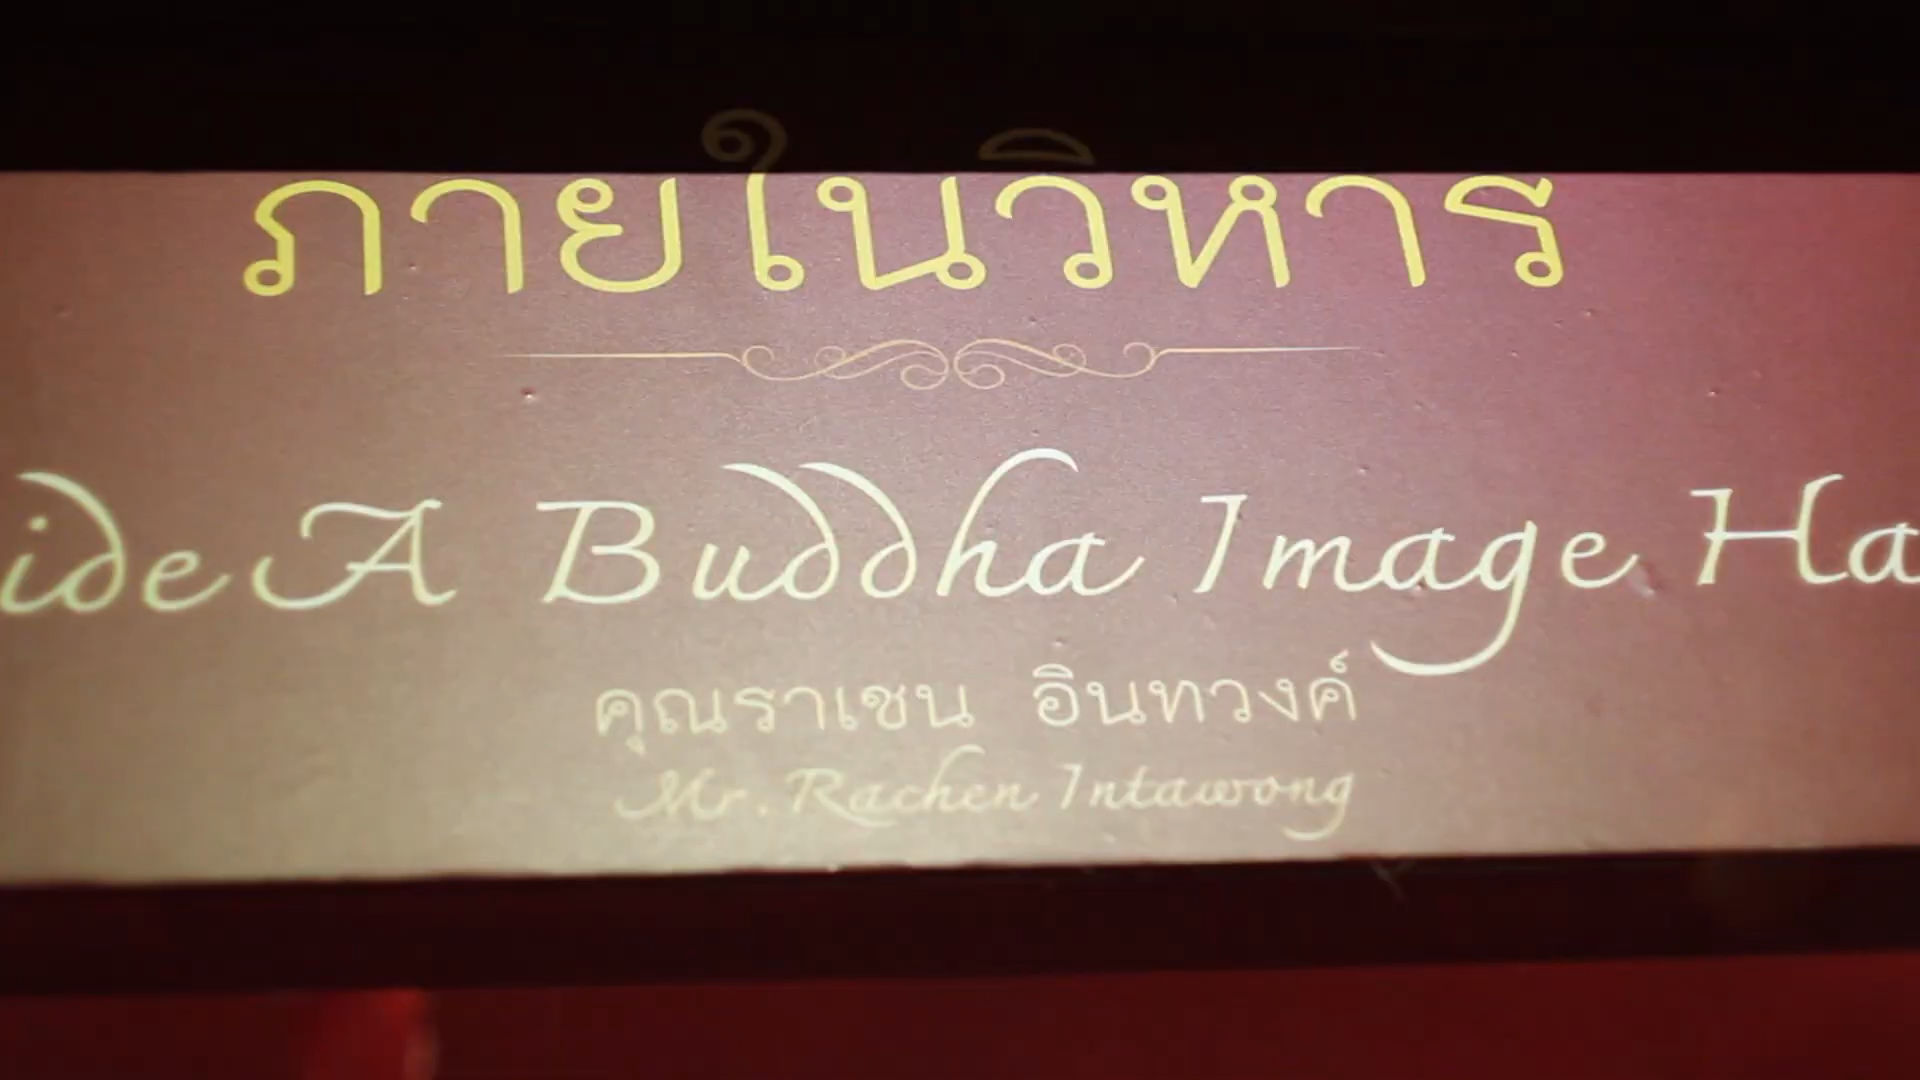 ภายในวิหาร
ide A Buddha Image Ha
คุณราเชน อินทวงค์
Mr. Rachen Intawong